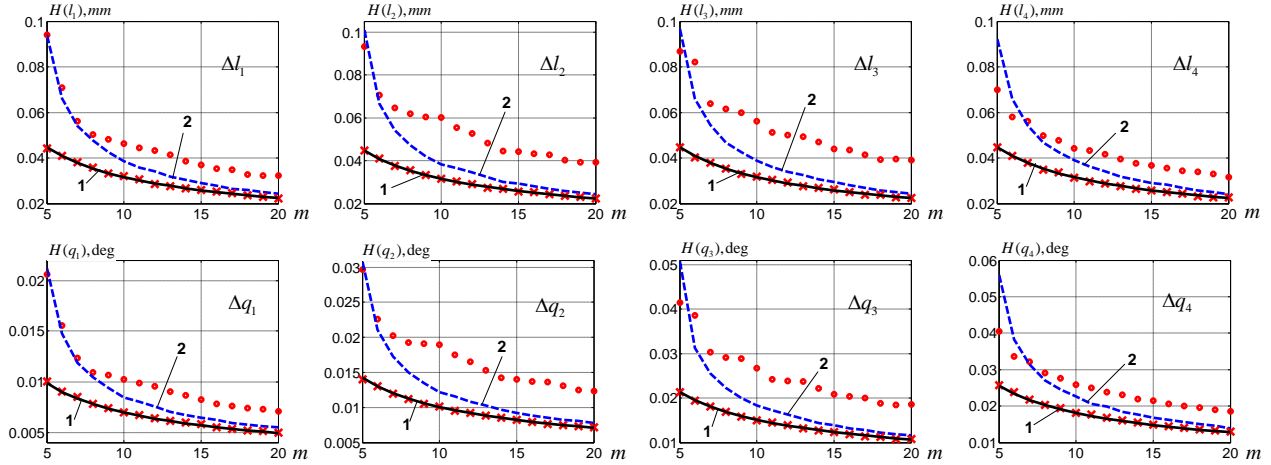 H(l₁), mm
0.1
0.08
0.06
0.04
0.02
5 10 15 20 m
Δl₁
1
2
H(l₂), mm
0.1
0.08
0.06
0.04
0.02
5 10 15 20 m
Δl₂
1
2
H(l₃), mm
0.1
0.08
0.06
0.04
0.02
5 10 15 20 m
Δl₃
1
2
H(l₄), mm
0.1
0.08
0.06
0.04
0.02
5 10 15 20 m
Δl₄
1
2
H(q₁), deg
0.02
0.015
0.01
0.005
5 10 15 20 m
Δq₁
1
2
H(q₂), deg
0.03
0.025
0.02
0.015
0.01
0.005
5 10 15 20 m
Δq₂
1
2
H(q₃), deg
0.05
0.04
0.03
0.02
0.01
5 10 15 20 m
Δq₃
1
2
H(q₄), deg
0.06
0.05
0.04
0.03
0.02
0.01
5 10 15 20 m
Δq₄
1
2